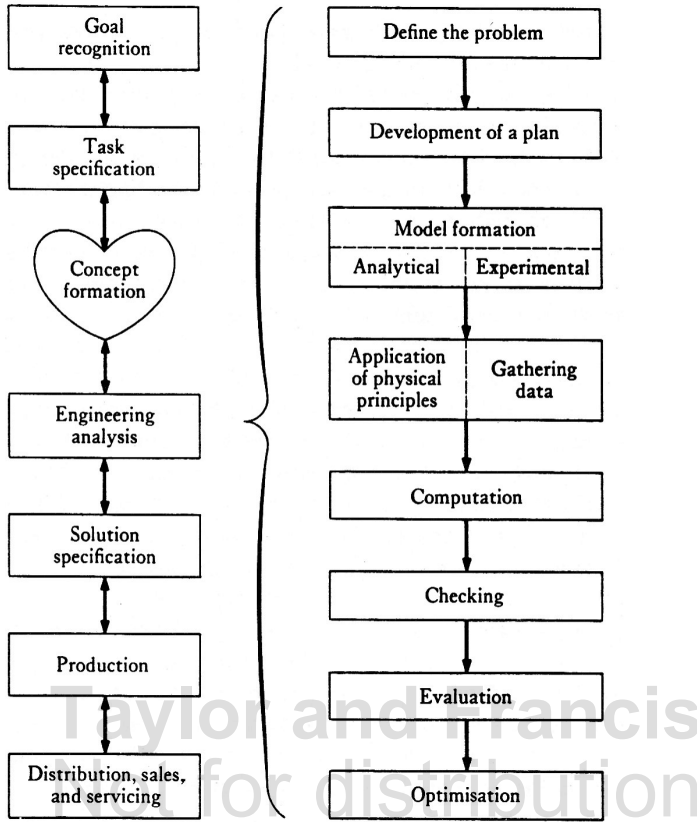 Goal
recognition
Task
specification
Concept
formation
Engineering
analysis
Solution
specification
Production
Distribution, sales,
and servicing
Define the problem
Development of a plan
Model formation
Analytical
Experimental
Application
of physical
principles
Gathering
data
Computation
Checking
Evaluation
Optimisation
Taylor and Francis
Not for distribution